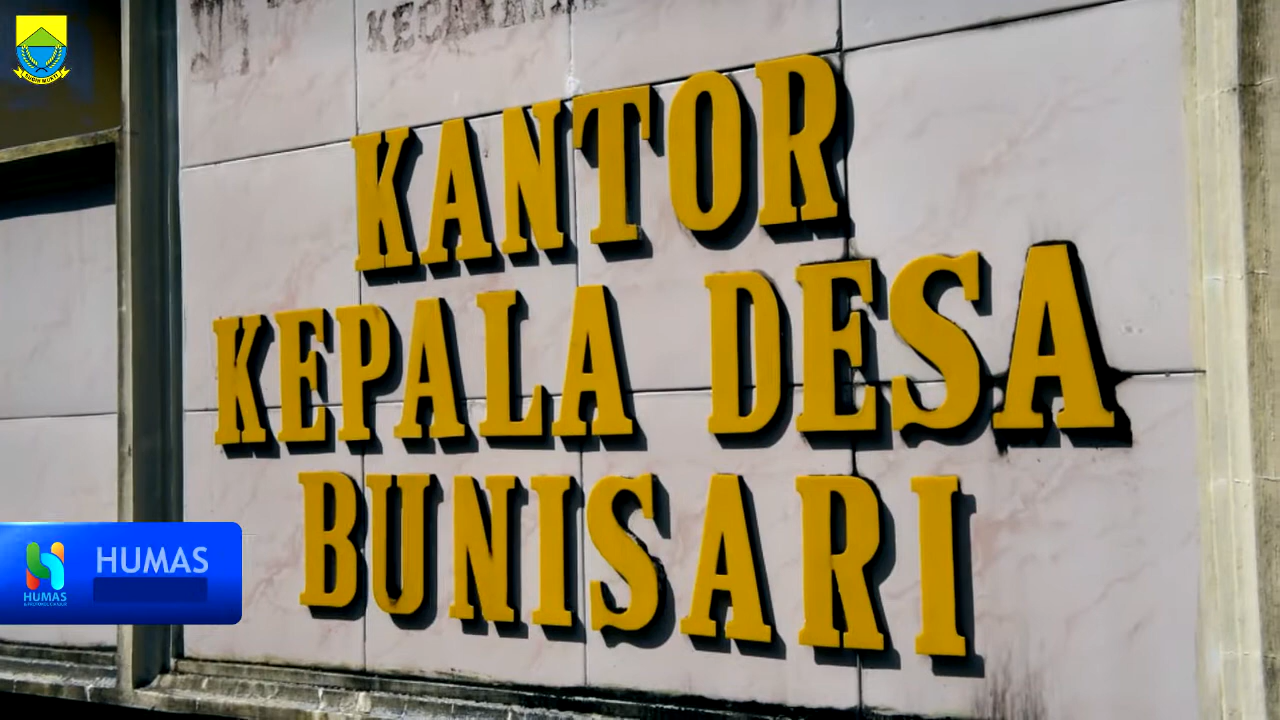 KANTOR
KEPALA DESA
BUNISARI
HUMAS
HUMAS